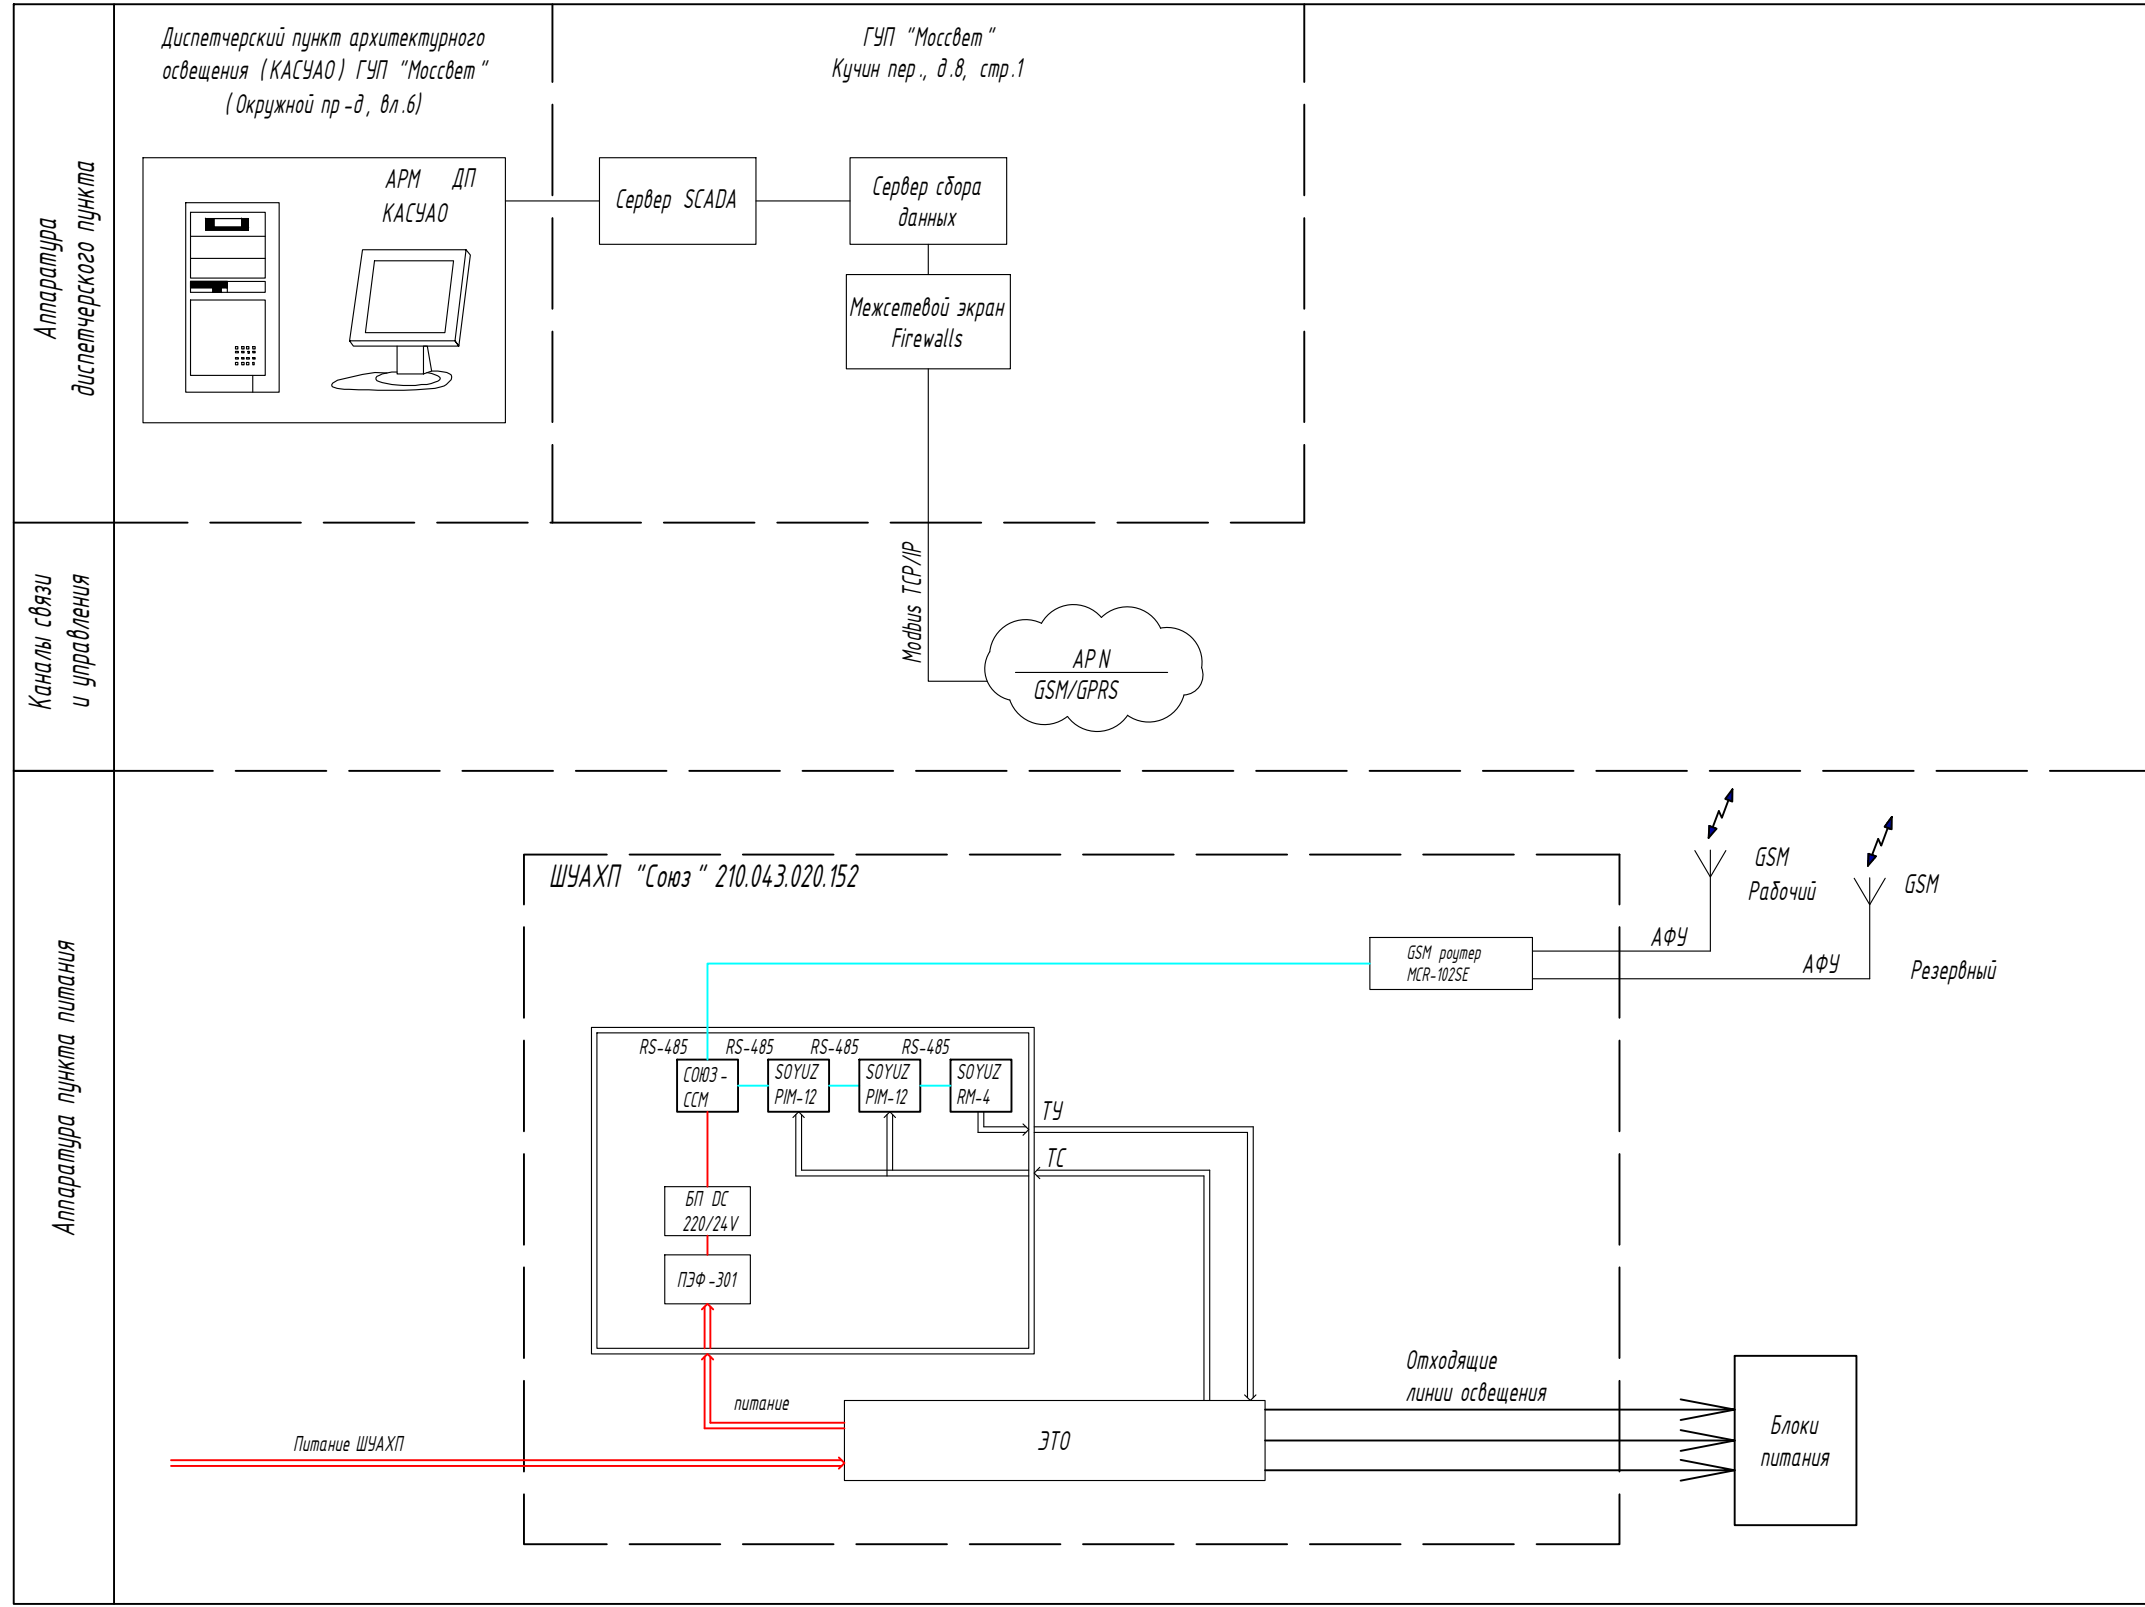 Аппаратура
диспетчерского пункта
Диспетчерский пункт архитектурного
освещения (КАСУАО) ГУП "Моссвет"
(Окружной пр-д, вл.6)
АРМ ДП
КАСУАО
ГУП "Моссвет"
Кучин пер., д.8, стр.1
Сервер SCADA
Сервер сбора
данных
Межсетевой экран
Firewalls
Каналы связи
и управления
Modbus TCP/IP
APN
GSM/GPRS
Аппаратура пункта питания
ШУАХП "Союз" 210.043.020.152
GSM
Рабочий
GSM
Резервный
АФУ
АФУ
GSM роутер
MCR-102SE
RS-485 RS-485 RS-485 RS-485
СОЮЗ-
ССМ
SOYUZ
PIM-12
SOYUZ
PIM-12
SOYUZ
RM-4
ТУ
ТС
БП DC
220/24V
ПЭФ-301
питание
Питание ШУАХП
ЭТО
Отходящие
линии освещения
Блоки
питания